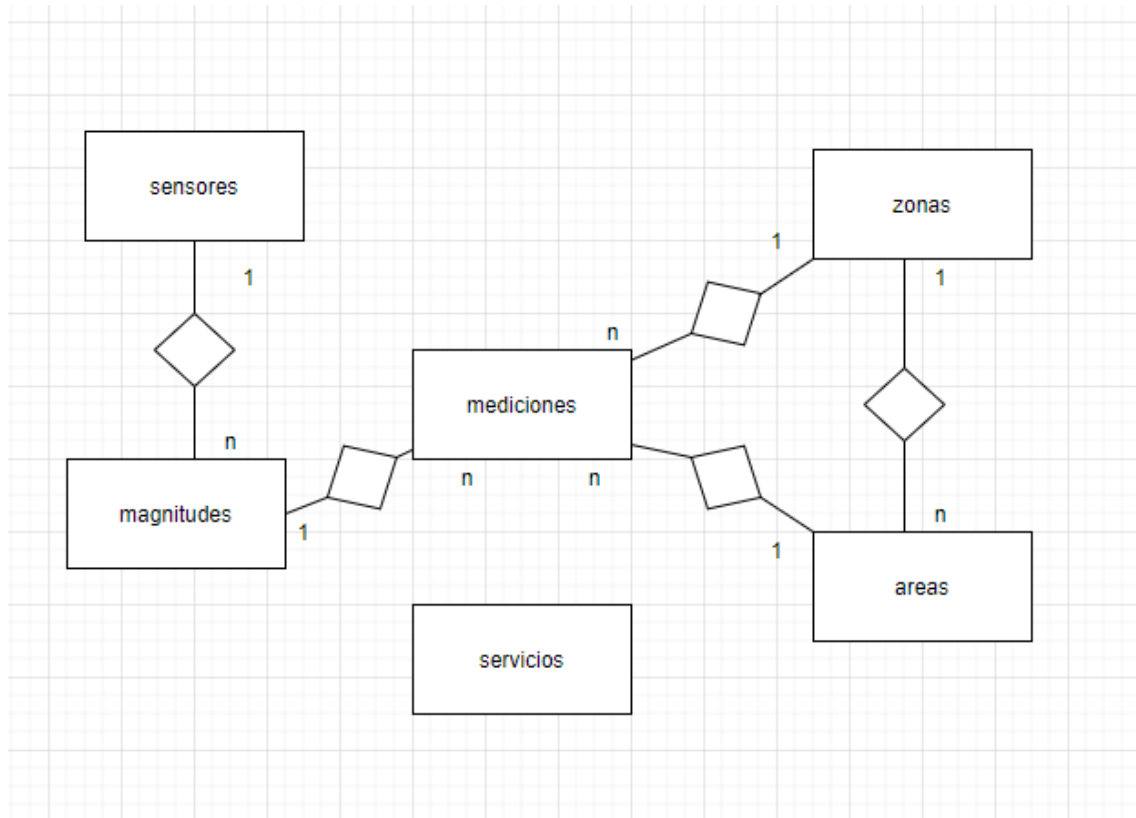 sensores
zonas
1
1
1
n
mediciones
n
n
n
magnitudes
n
1
1
areas
servicios